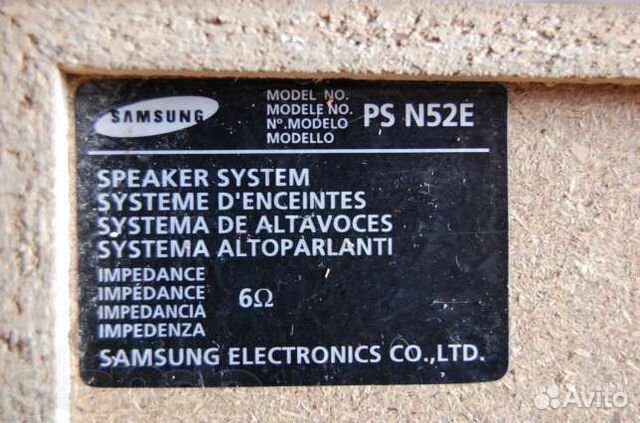 SAMSUNG
MODEL NO.
MODELE NO.
Nº.MODELO
MODELLO
PS N52E
SPEAKER SYSTEM
SYSTEME D'ENCEINTES
SYSTEMA DE ALTAVOCES
SYSTEMA ALTOPARLANTI
IMPEDANCE
IMPÉDANCE
IMPEDANCIA
IMPEDENZA
6Ω
SAMSUNG ELECTRONICS CO.,LTD.
Avito